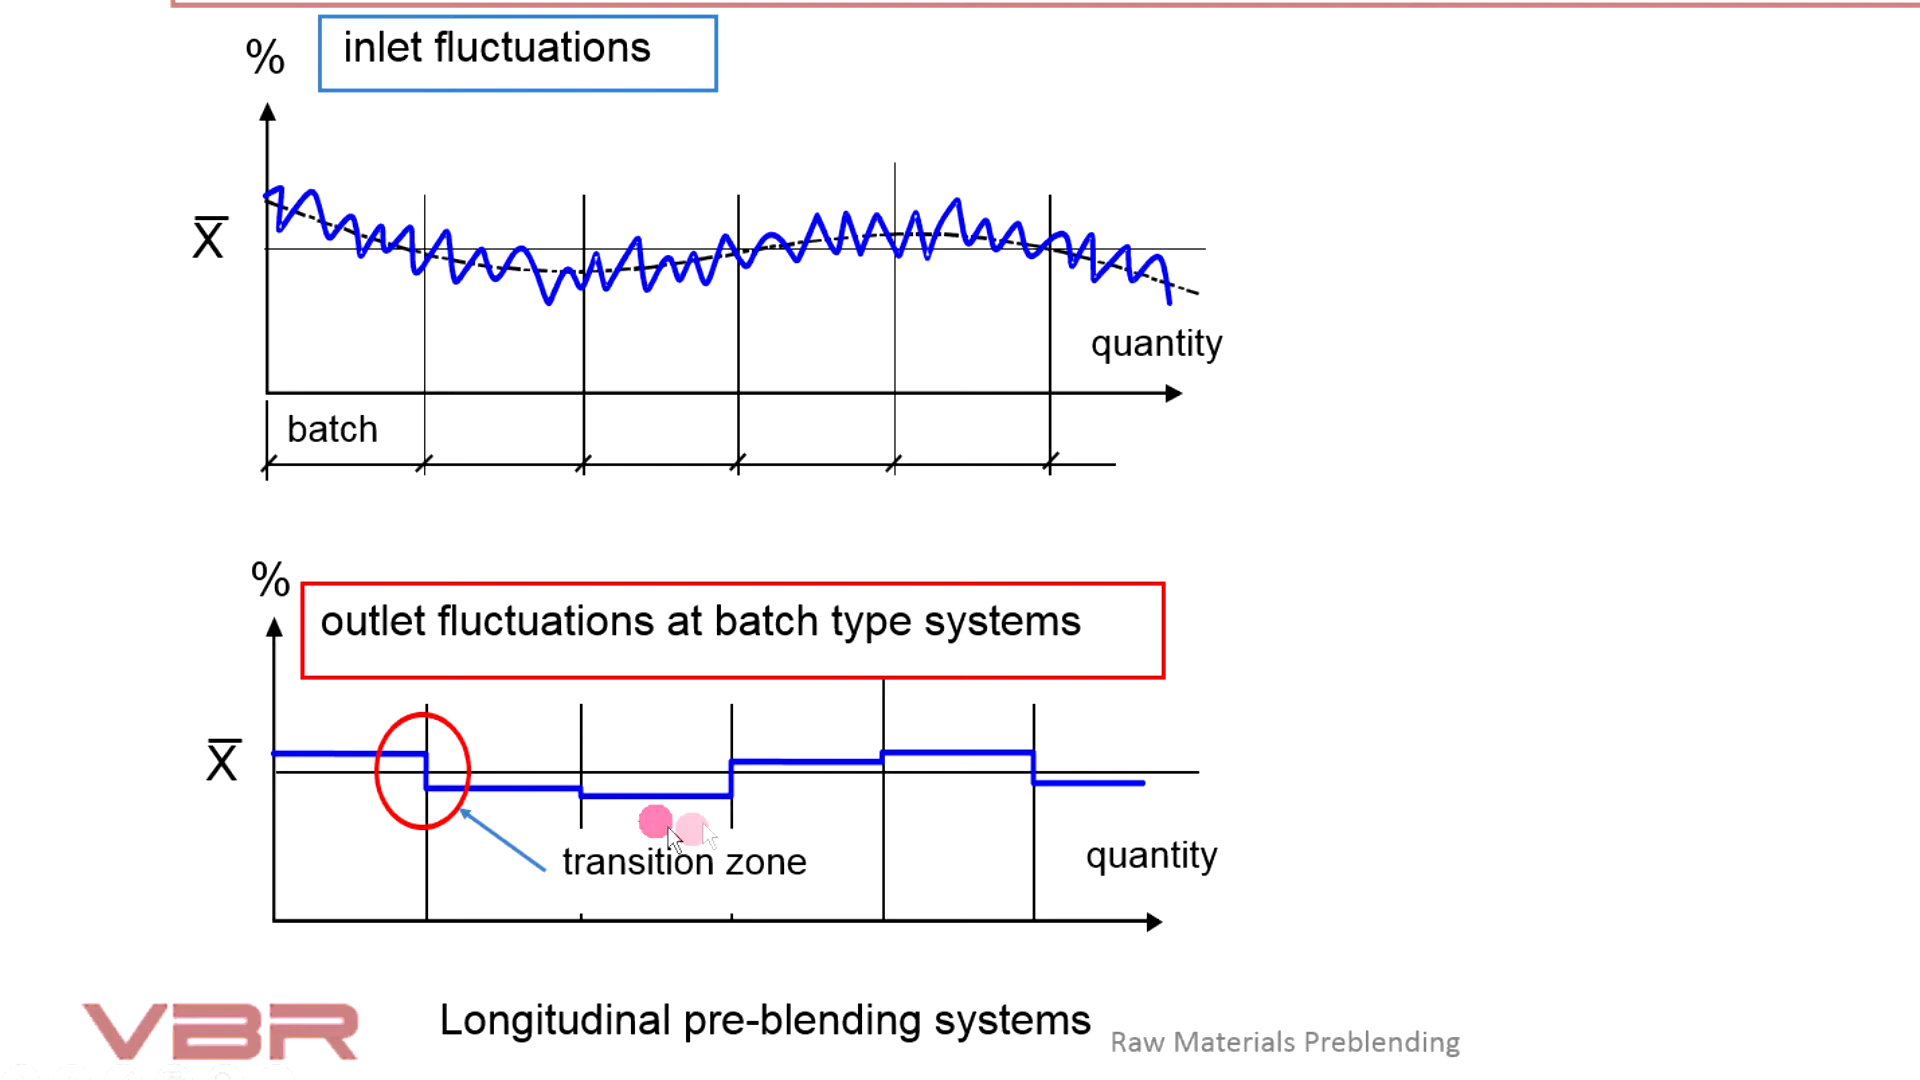 %
inlet fluctuations
X̅
quantity
batch
%
outlet fluctuations at batch type systems
X̅
transition zone
quantity
VBR
Longitudinal pre-blending systems
Raw Materials Preblending